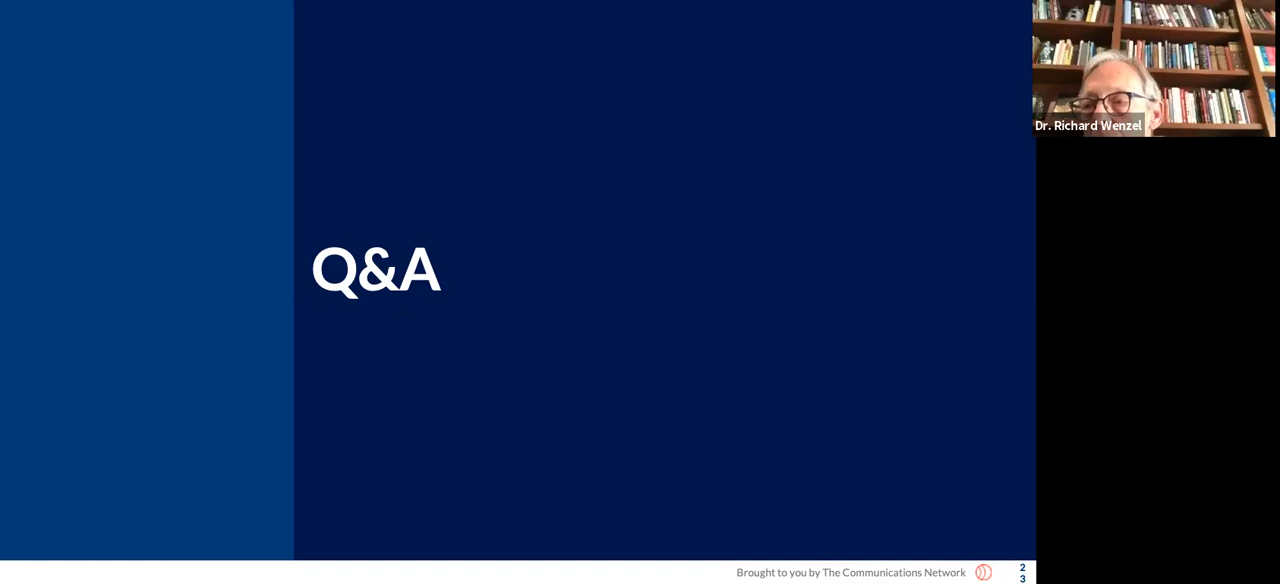 Dr. Richard Wenzel
Q&A
Brought to you by The Communications Network
2
3